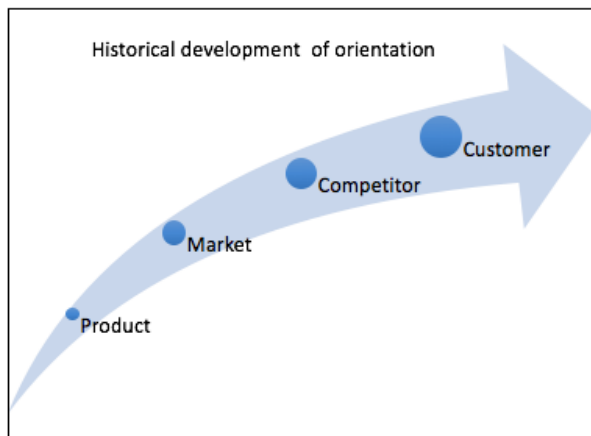 Historical development of orientation
Customer
Competitor
Market
Product